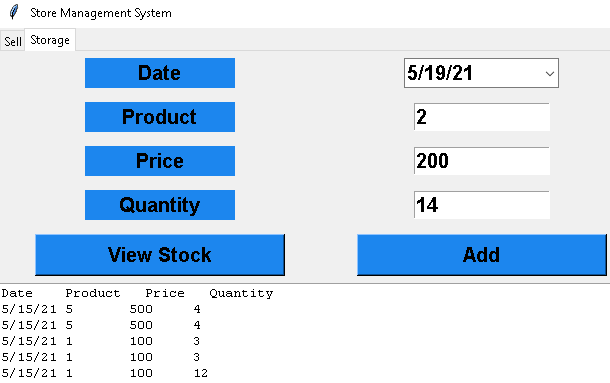 Store Management System
Sell Storage
Date 5/19/21
Product 2
Price 200
Quantity 14
View Stock Add
Date Product Price Quantity
5/15/21 5 500 4
5/15/21 5 500 4
5/15/21 1 100 3
5/15/21 1 100 3
5/15/21 1 100 12